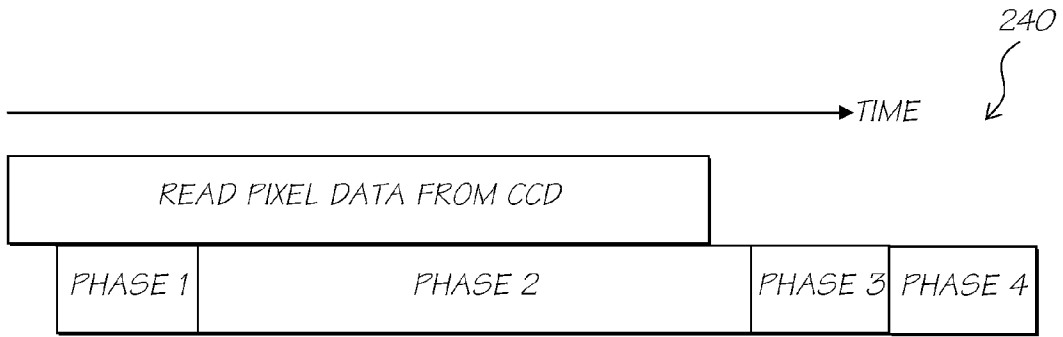 240
TIME
READ PIXEL DATA FROM CCD
PHASE 1 PHASE 2 PHASE 3 PHASE 4